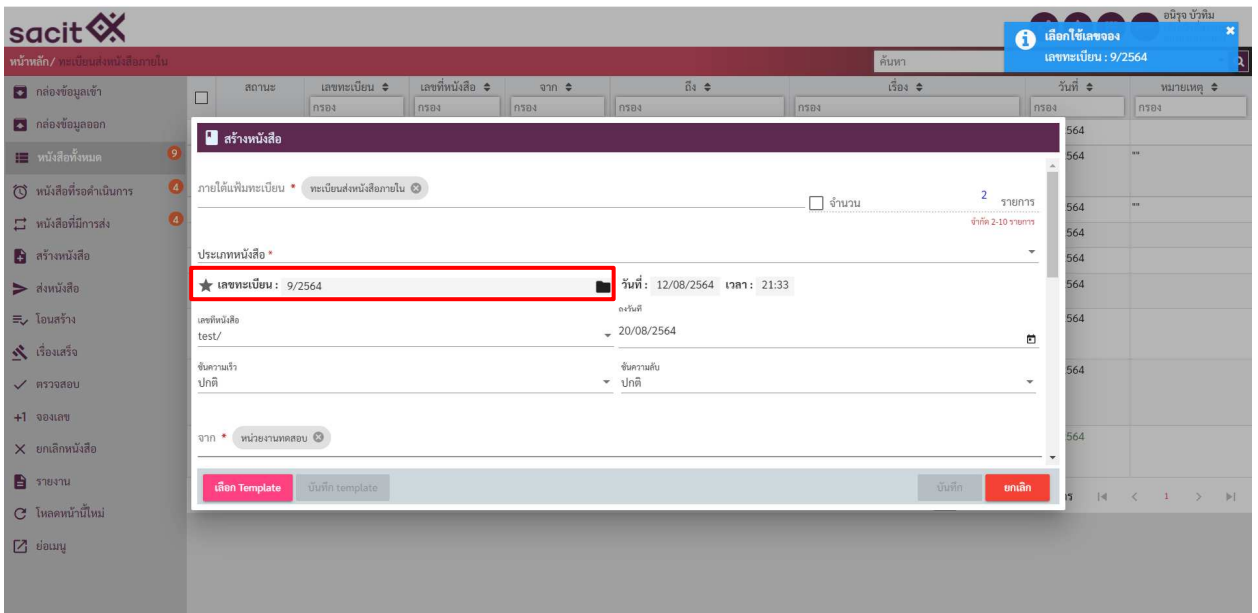 sacit
อนิรุจ บัวทิม
เลือกใช้เลขจอง
เลขทะเบียน : 9/2564
หน้าหลัก/ ทะเบียนส่งหนังสือภายใน
ค้นหา
สถานะ เลขทะเบียน เลขที่หนังสือ จาก ถึง เรื่อง วันที่ หมายเหตุ
กรอง กรอง กรอง กรอง กรอง กรอง กรอง
กล่องข้อมูลเข้า
กล่องข้อมูลออก
หนังสือทั้งหมด 9
หนังสือที่รอดำเนินการ 4
หนังสือที่มีการส่ง 4
สร้างหนังสือ
ส่งหนังสือ
โอนสร้าง
เรื่องเสร็จ
ตรวจสอบ
+1 จองเลข
ยกเลิกหนังสือ
รายงาน
โหลดหน้านี้ใหม่
ย่อเมนู
สร้างหนังสือ
ภายใต้แฟ้มทะเบียน * ทะเบียนส่งหนังสือภายใน
จำนวน 2 รายการ
จำกัด 2-10 รายการ
ประเภทหนังสือ *
เลขทะเบียน : 9/2564 วันที่ : 12/08/2564 เวลา : 21:33
เลขที่หนังสือ
test/
ลงวันที่
20/08/2564
ชั้นความเร็ว
ปกติ
ชั้นความลับ
ปกติ
จาก * หน่วยงานทดสอบ
เลือก Template บันทึก template บันทึก ยกเลิก
564
564 ""
564 ""
564
564
564
564
564
564
1